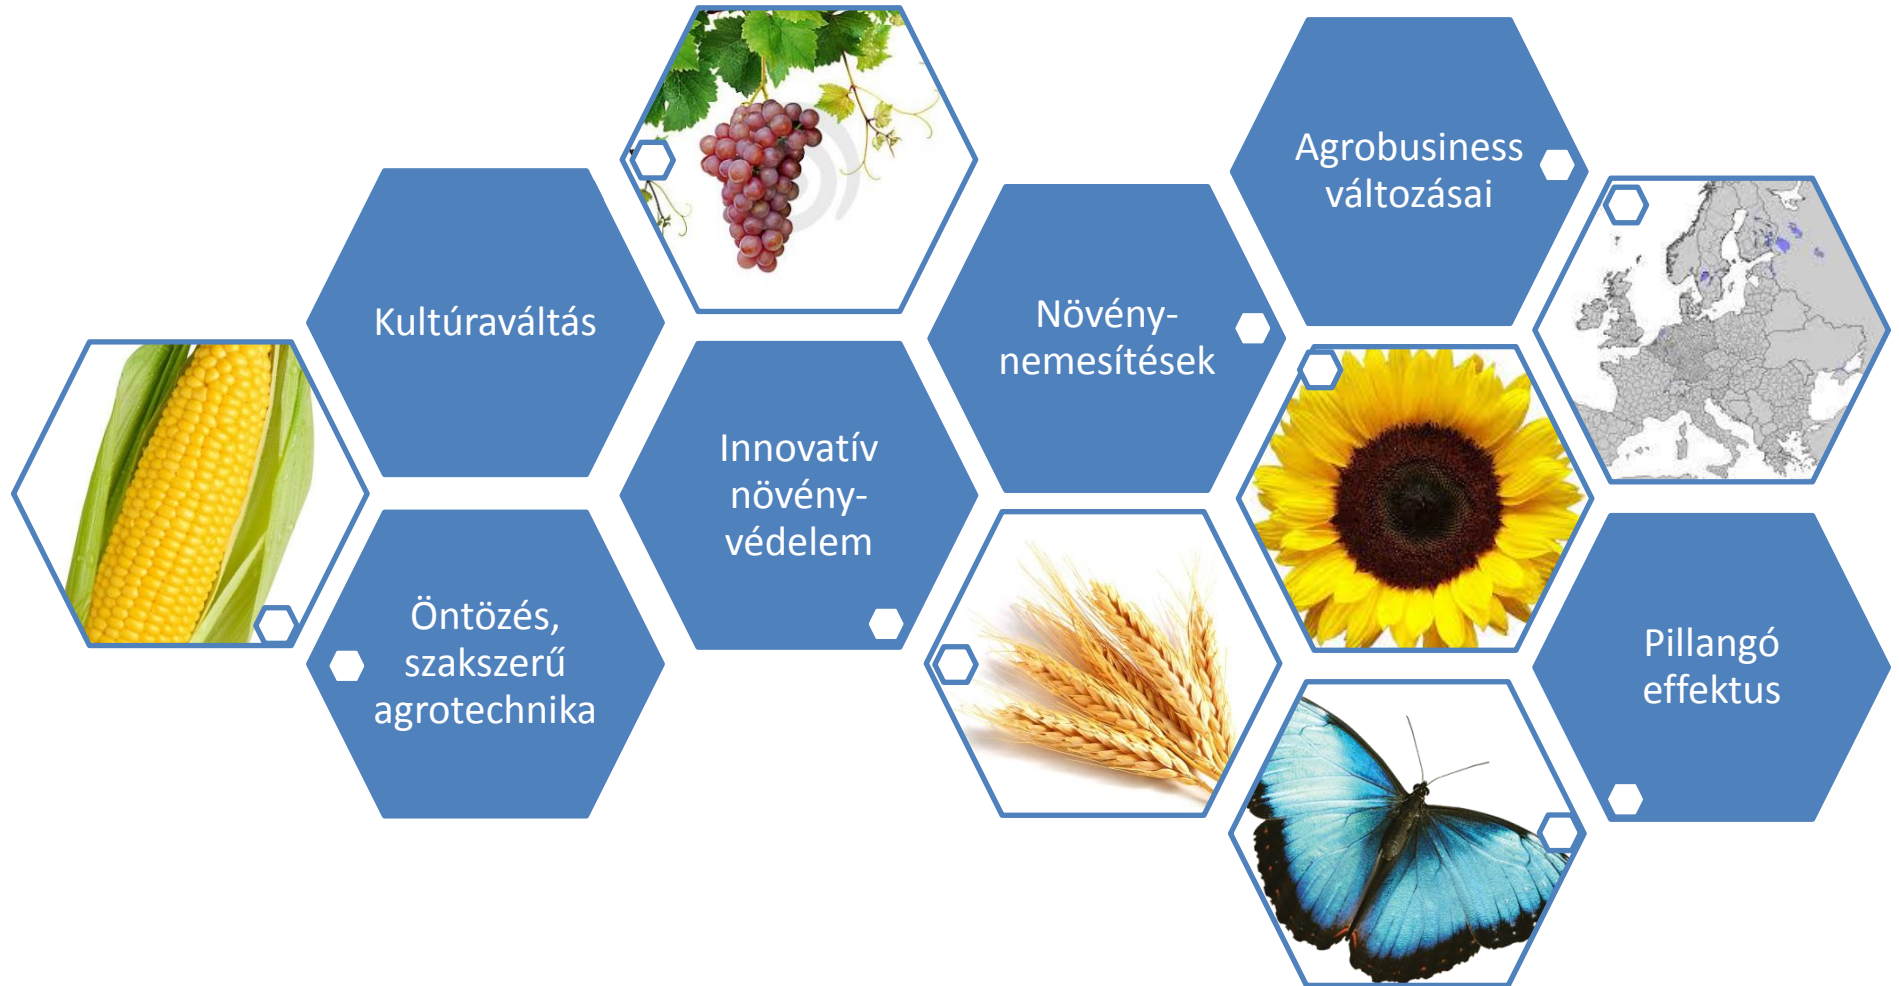 Kultúraváltás
Öntözés,
szakszerű
agrotechnika
Innovatív
növény-
védelem
Növény-
nemesítések
Agrobusiness
változásai
Pillangó
effektus